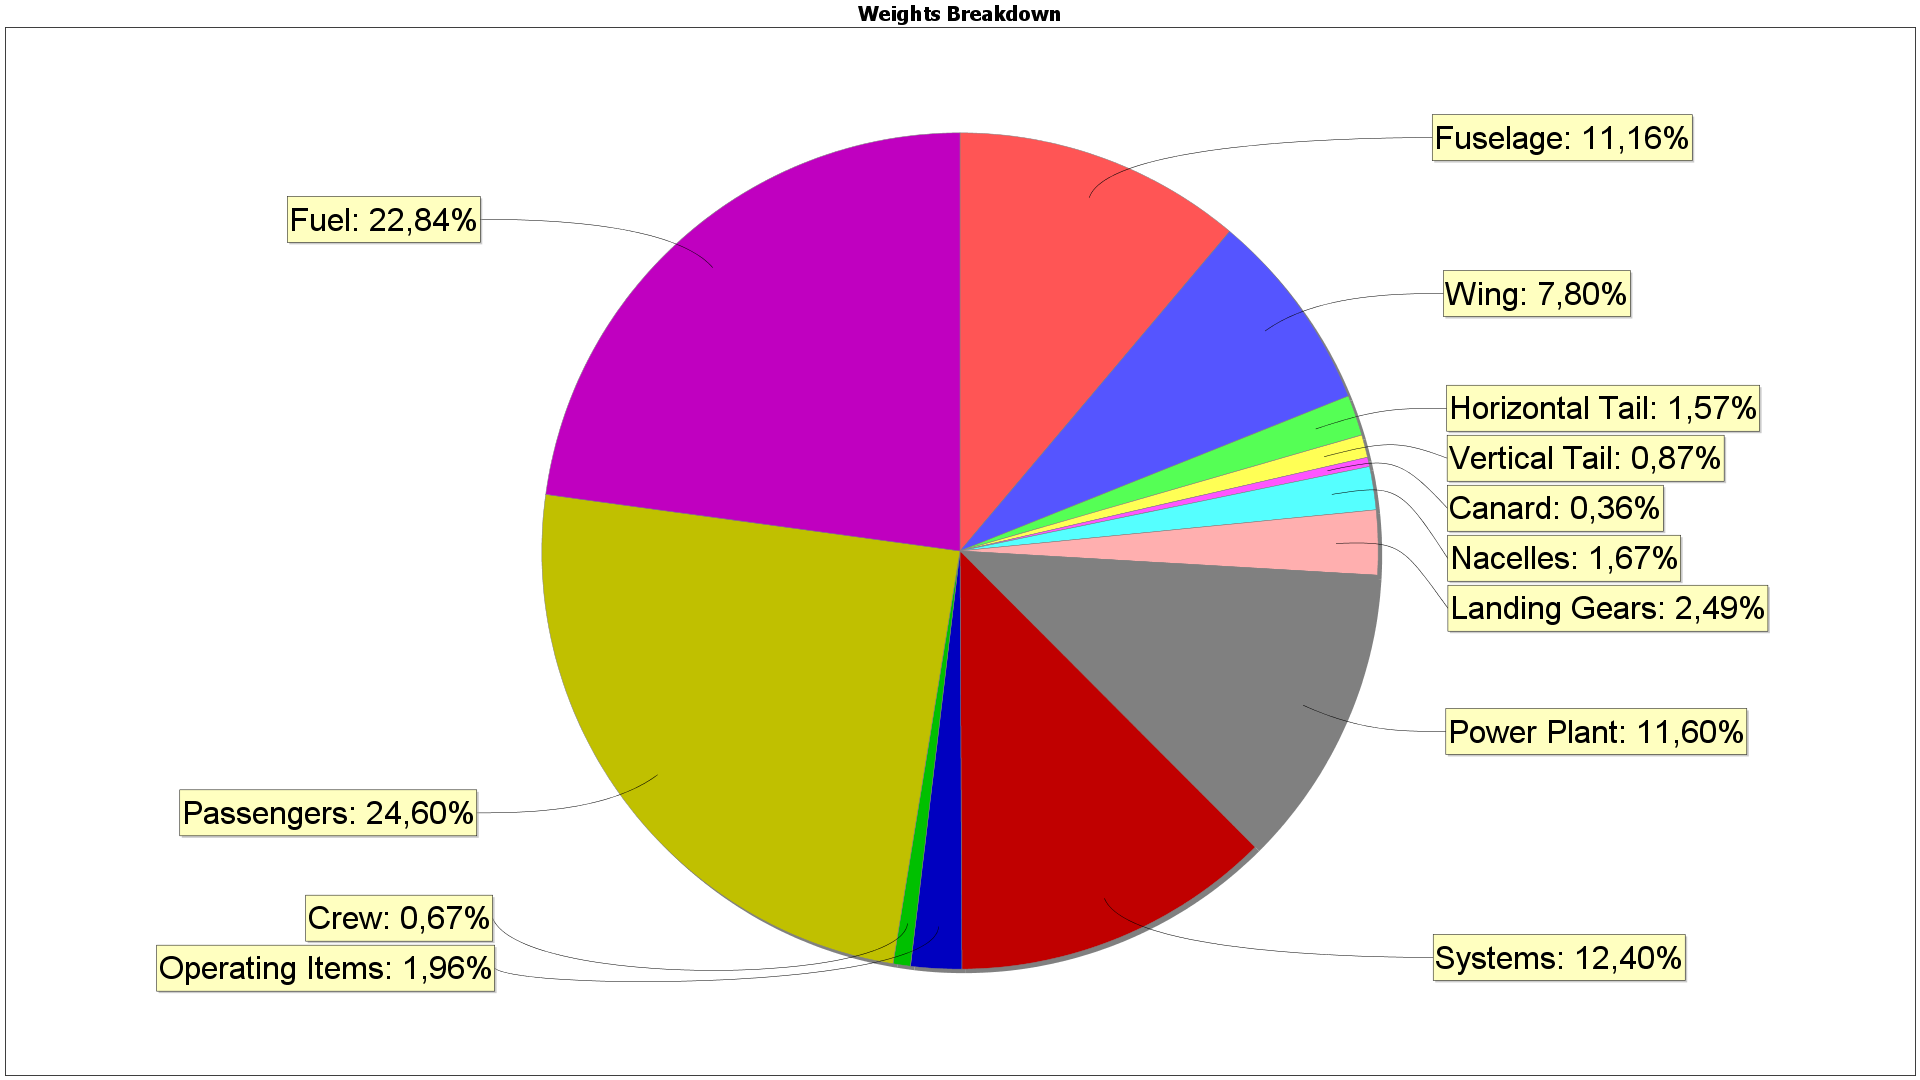 Weights Breakdown
Fuselage: 11,16%
Fuel: 22,84%
Wing: 7,80%
Horizontal Tail: 1,57%
Vertical Tail: 0,87%
Canard: 0,36%
Nacelles: 1,67%
Landing Gears: 2,49%
Power Plant: 11,60%
Passengers: 24,60%
Crew: 0,67%
Operating Items: 1,96%
Systems: 12,40%